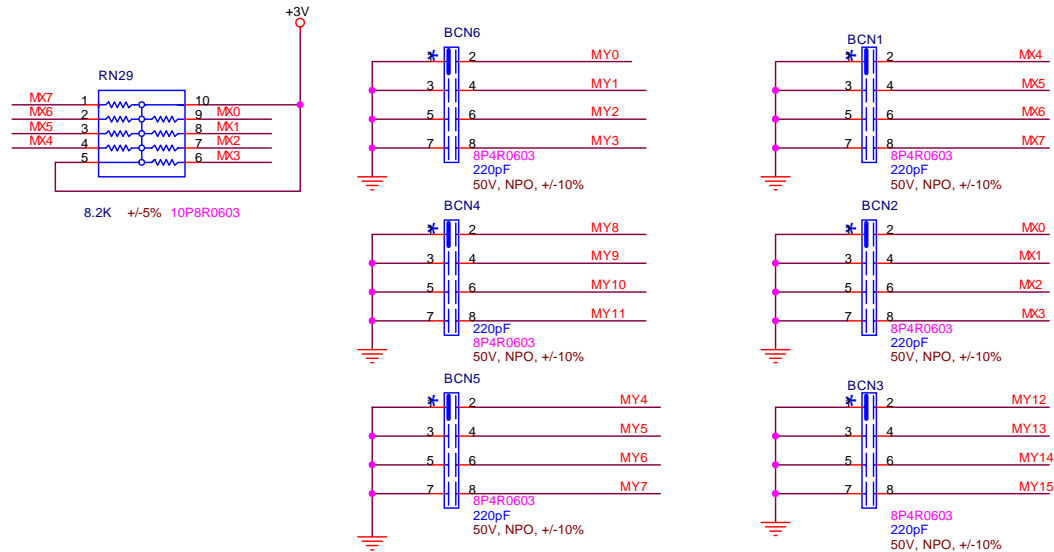 +3V
RN29
MX7 1 10
MX6 2 9 MX0
MX5 3 8 MX1
MX4 4 7 MX2
5 6 MX3
8.2K +/-5% 10P8R0603
BCN6
* 2 MY0
3 4 MY1
5 6 MY2
7 8 MY3
8P4R0603
220pF
50V, NPO, +/-10%
BCN1
* 2 MX4
3 4 MX5
5 6 MX6
7 8 MX7
8P4R0603
220pF
50V, NPO, +/-10%
BCN4
* 2 MY8
3 4 MY9
5 6 MY10
7 8 MY11
220pF
8P4R0603
50V, NPO, +/-10%
BCN2
* 2 MX0
3 4 MX1
5 6 MX2
7 8 MX3
8P4R0603
220pF
50V, NPO, +/-10%
BCN5
* 2 MY4
3 4 MY5
5 6 MY6
7 8 MY7
8P4R0603
220pF
50V, NPO, +/-10%
BCN3
* 2 MY12
3 4 MY13
5 6 MY14
7 8 MY15
8P4R0603
220pF
50V, NPO, +/-10%